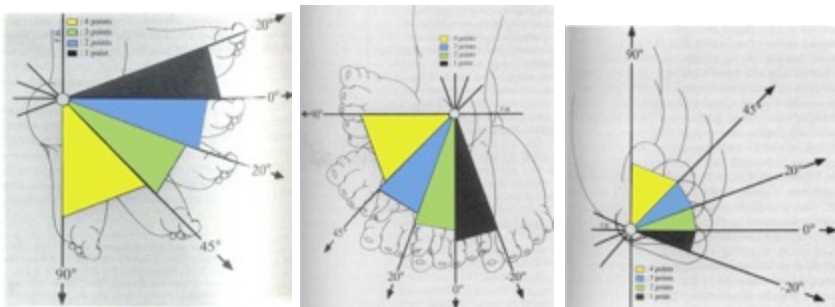 20°
: 4 points
: 3 points
: 2 points
: 1 point
0°
20°
45°
90°
4 points
3 points
2 points
1 point
90°
45°
20°
0°
-20°
90°
45°
20°
0°
-20°
4 points
3 points
2 points
1 point